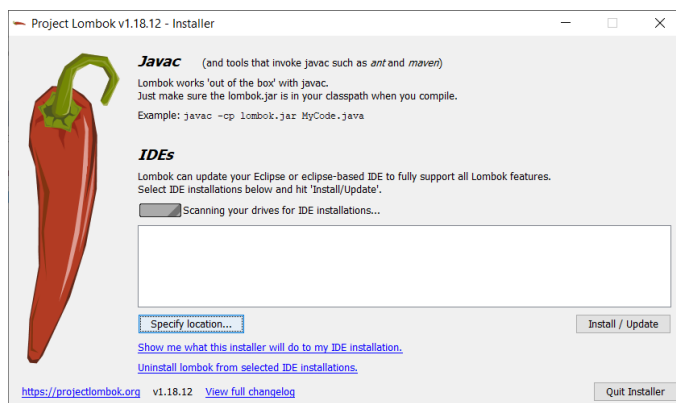 Project Lombok v1.18.12 - Installer
Javac (and tools that invoke javac such as ant and maven)
Lombok works 'out of the box' with javac.
Just make sure the lombok.jar is in your classpath when you compile.
Example: javac -cp lombok.jar MyCode.java
IDEs
Lombok can update your Eclipse or eclipse-based IDE to fully support all Lombok features.
Select IDE installations below and hit 'Install/Update'.
Scanning your drives for IDE installations...
Specify location...
Install / Update
Show me what this installer will do to my IDE installation.
Uninstall lombok from selected IDE installations.
https://projectlombok.org v1.18.12 View full changelog
Quit Installer